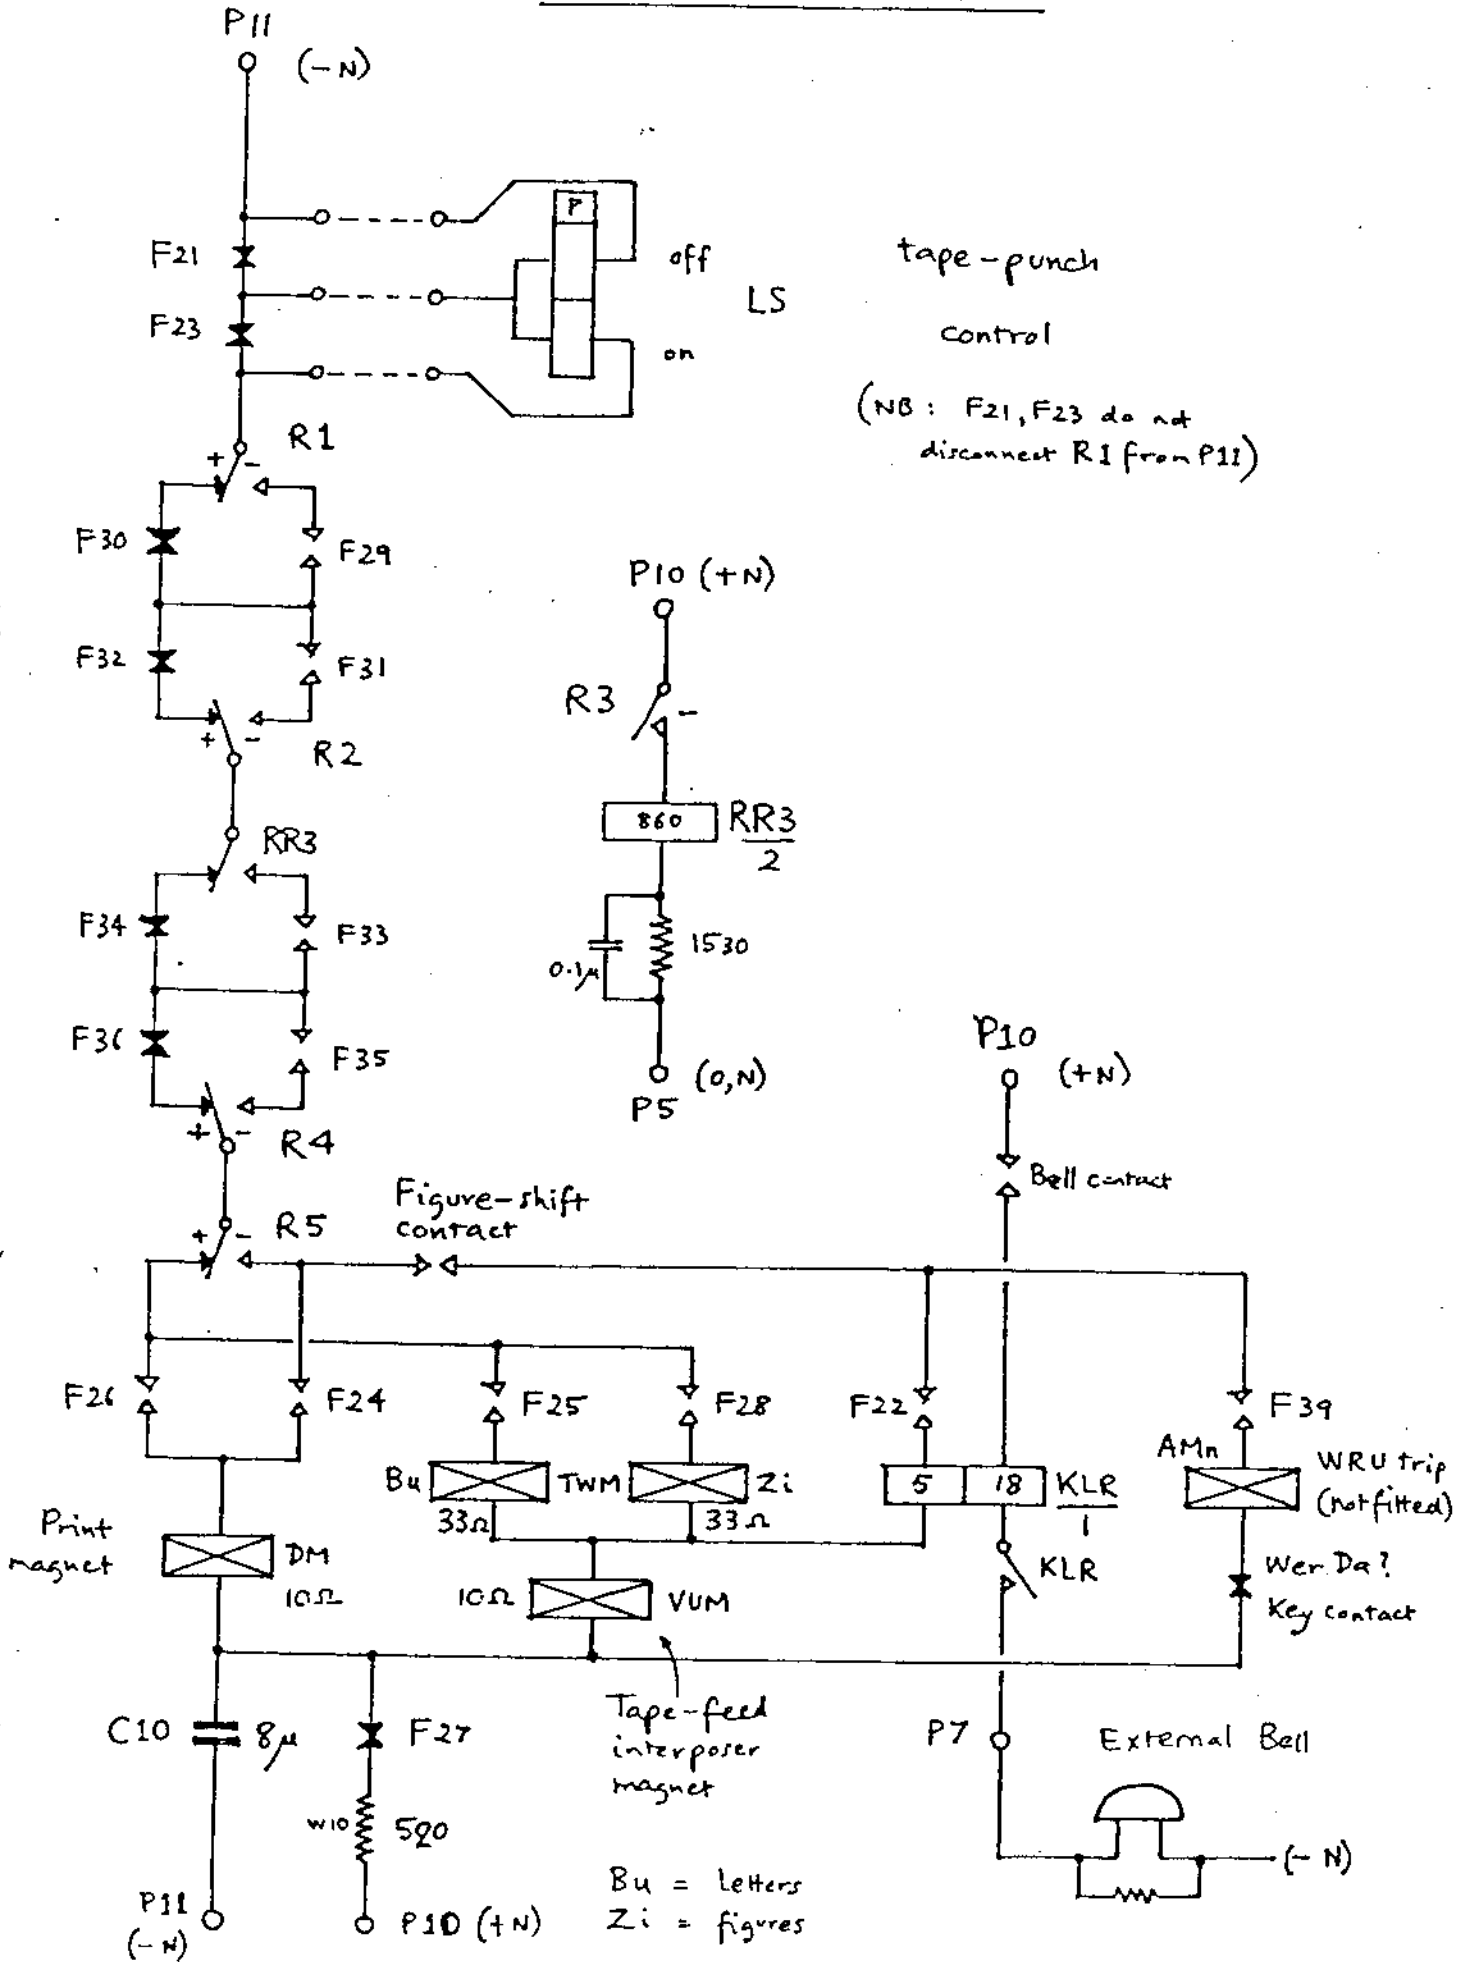 P11
(-N)
P
F21
off
LS
tape-punch
control
F23
on
(NB: F21, F23 do not
disconnect R1 from P11)
R1
+ -
F30
F29
P10 (+N)
F32
F31
R3
-
+ -
R2
RR3
860
RR3
2
F34
F33
0.1μ
1530
F36
F35
P10
(+N)
(0,N)
P5
+ -
R4
Bell contact
Figure-shift
contact
+ -
R5
F26
F24
F25
F28
F22
F39
AMn
Bu
TWM
Zi
5
18
KLR
1
WRU trip
(not fitted)
33Ω
33Ω
Print
magnet
DM
10Ω
10Ω
VUM
KLR
Wer Da?
Key contact
C10
8μ
F27
Tape-feed
interposer
magnet
P7
External Bell
W10
590
(-N)
P11
(-N)
P10 (+N)
Bu = Letters
Zi = figures